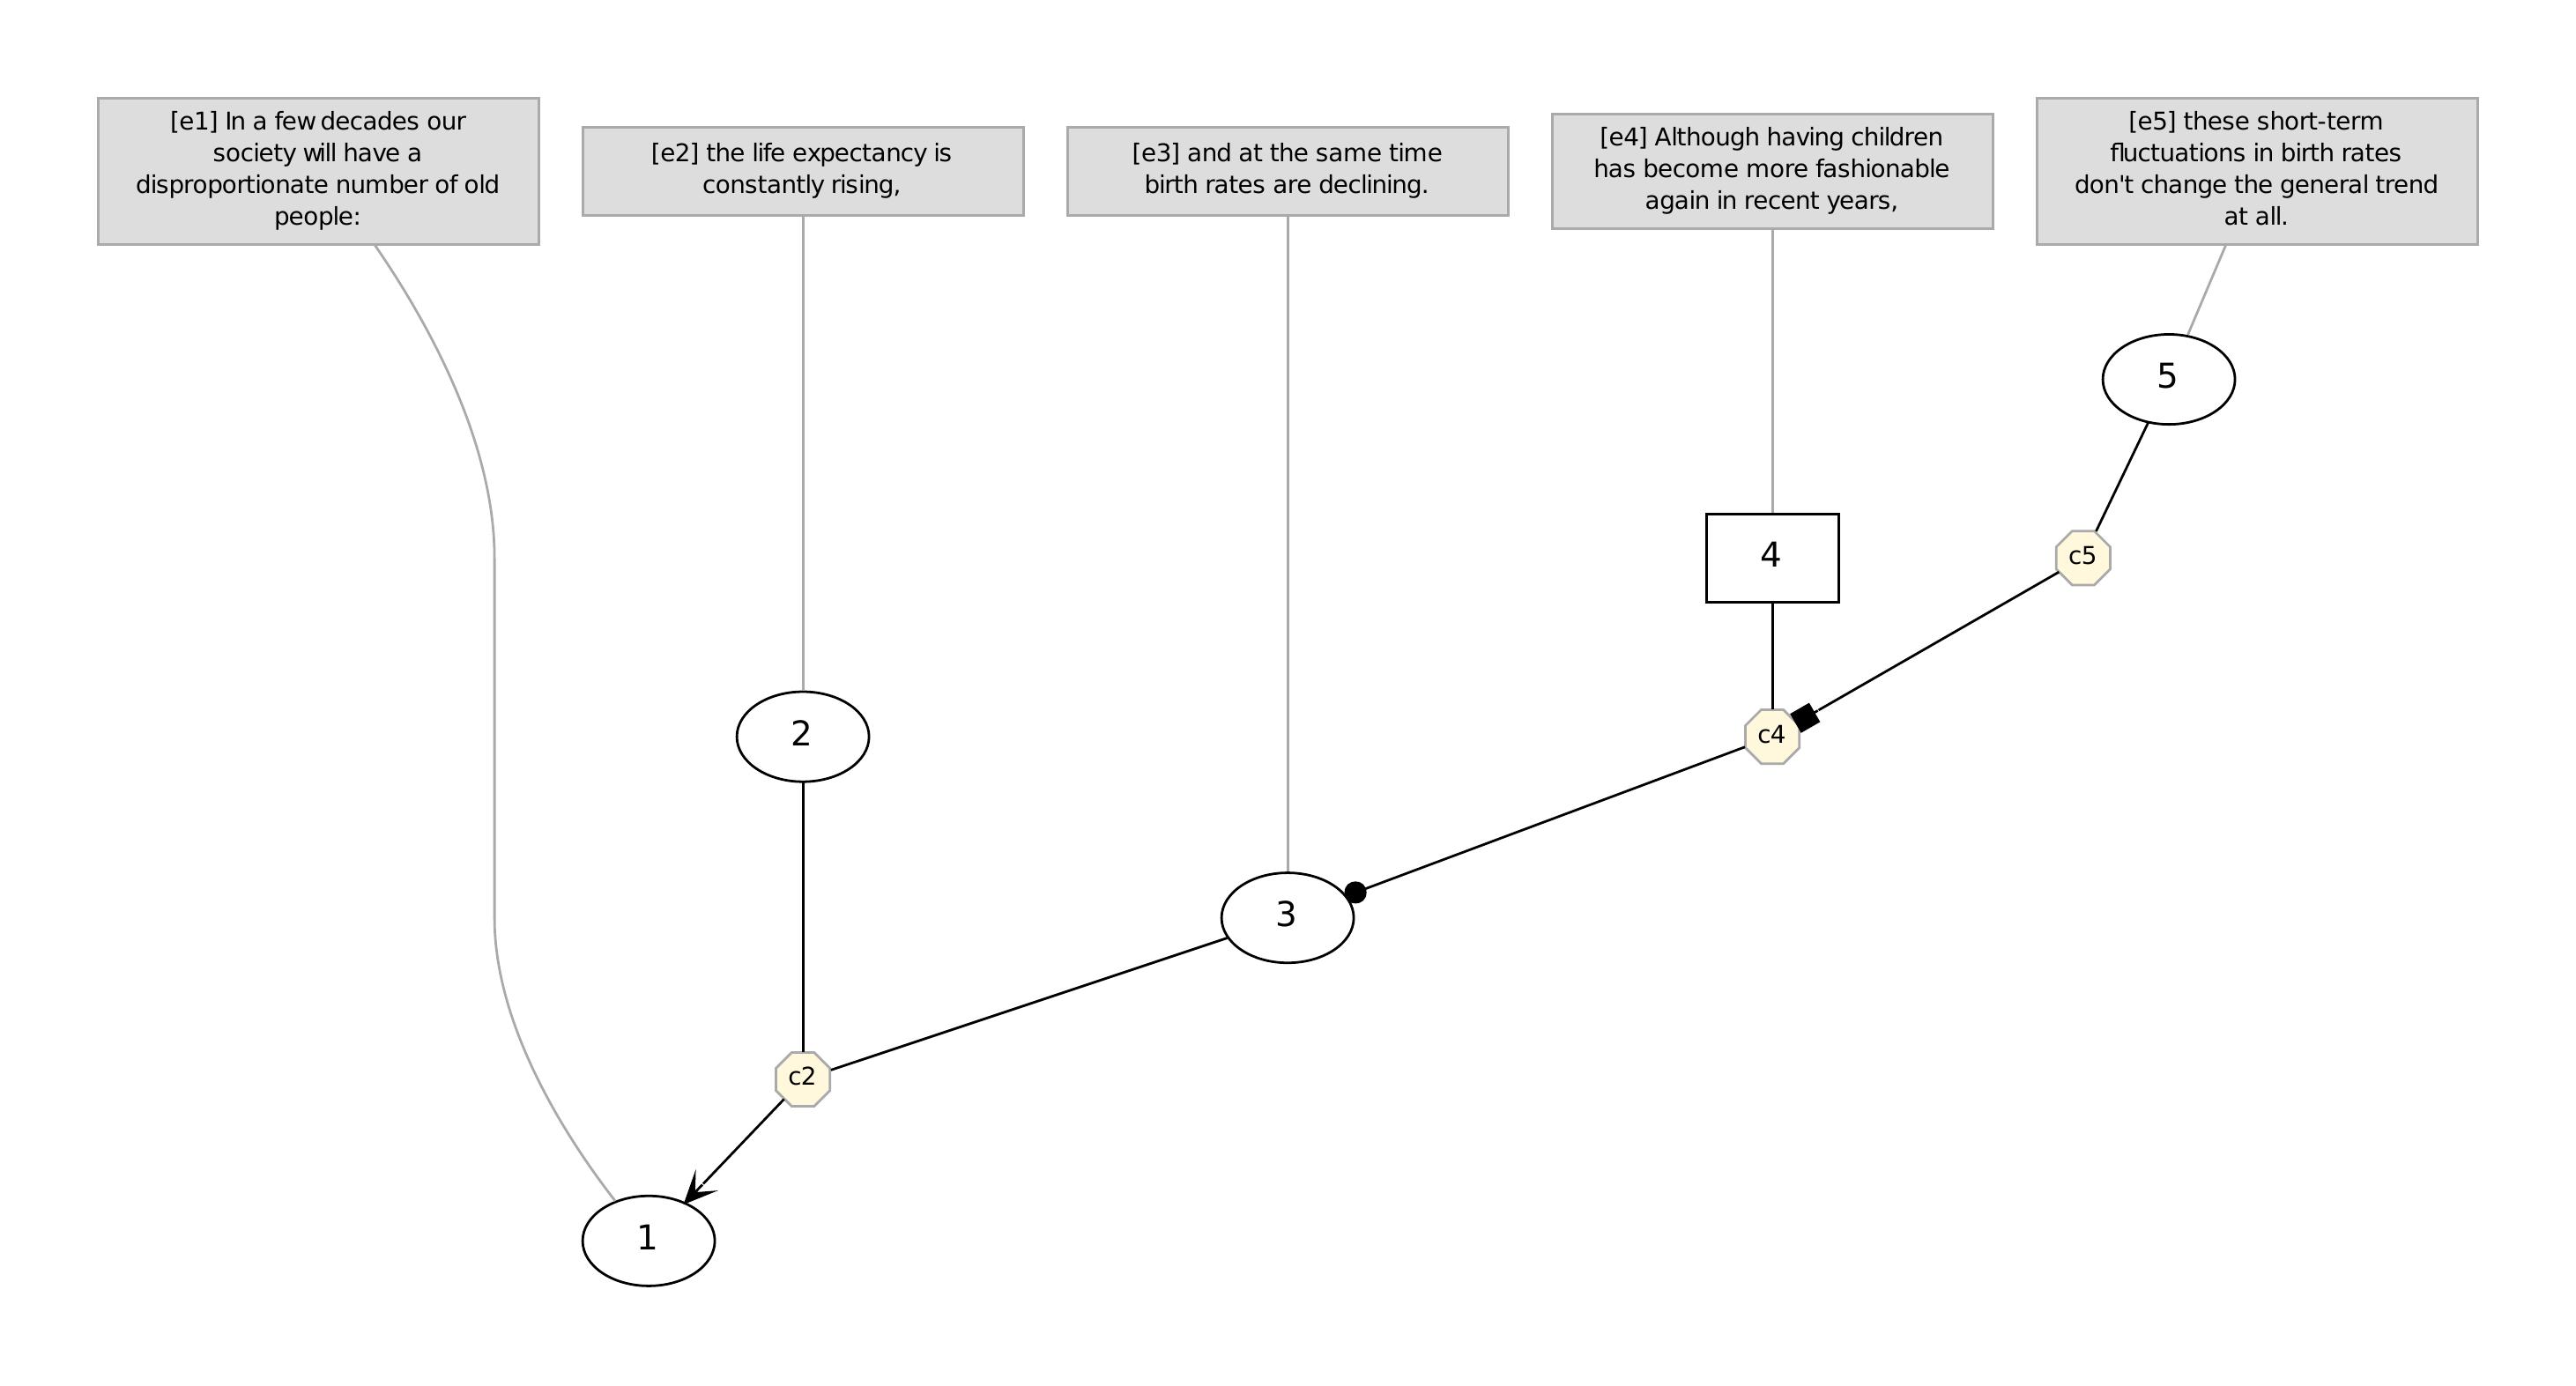 [e1] In a few decades our
society will have a
disproportionate number of old
people:
[e2] the life expectancy is
constantly rising,
[e3] and at the same time
birth rates are declining.
[e4] Although having children
has become more fashionable
again in recent years,
[e5] these short-term
fluctuations in birth rates
don't change the general trend
at all.
5
4
c5
2
c4
3
c2
1